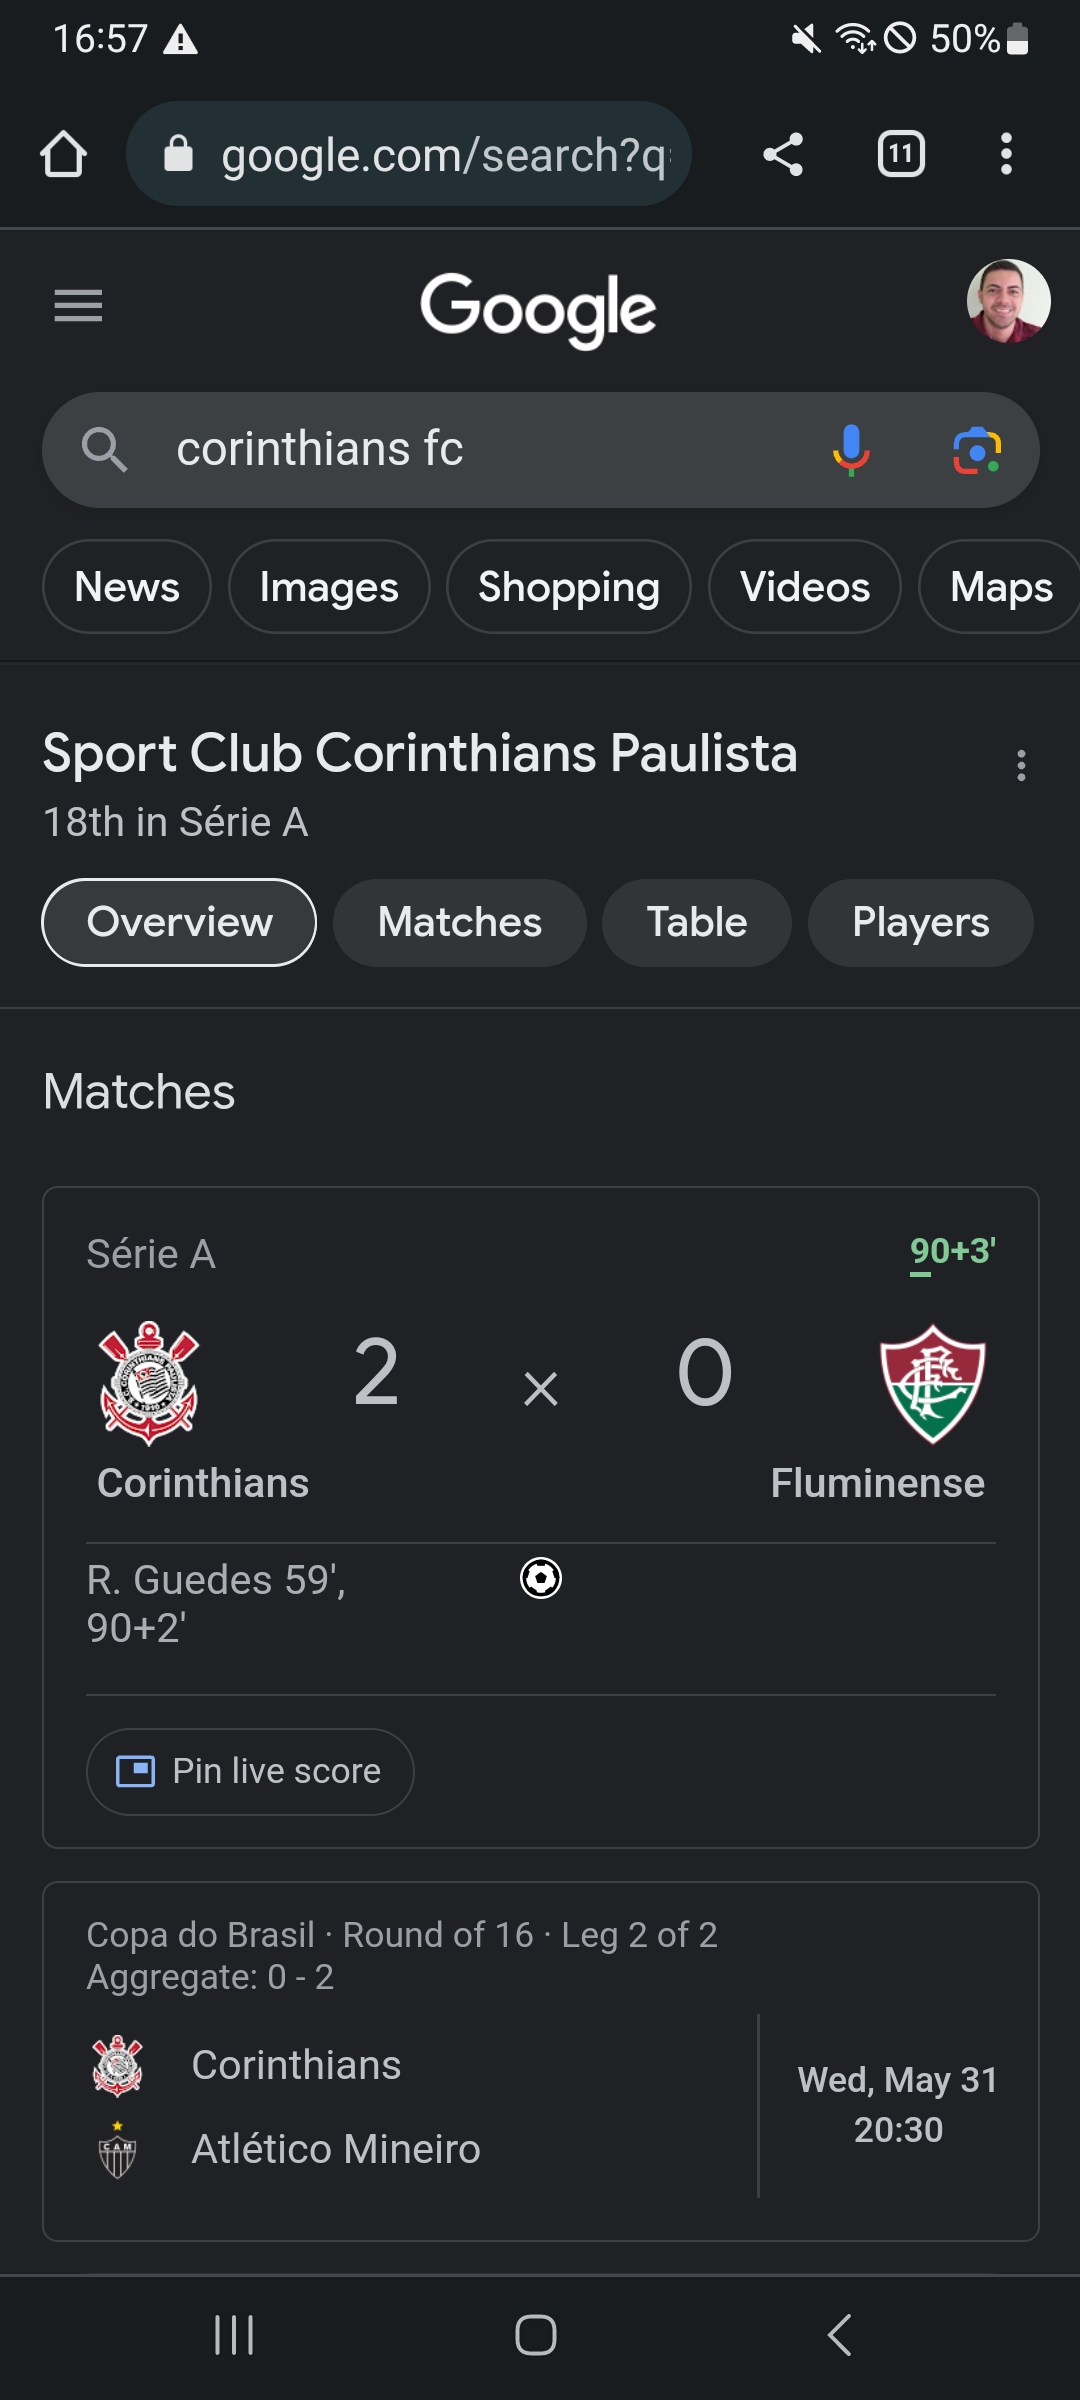 16:57
50%
google.com/search?q
11
Google
corinthians fc
News Images Shopping Videos Maps
Sport Club Corinthians Paulista
18th in Série A
Overview Matches Table Players
Matches
Série A 90+3'
2 × 0
Corinthians Fluminense
R. Guedes 59',
90+2'
Pin live score
Copa do Brasil · Round of 16 · Leg 2 of 2
Aggregate: 0 - 2
Corinthians
Wed, May 31
20:30
CAM
Atlético Mineiro